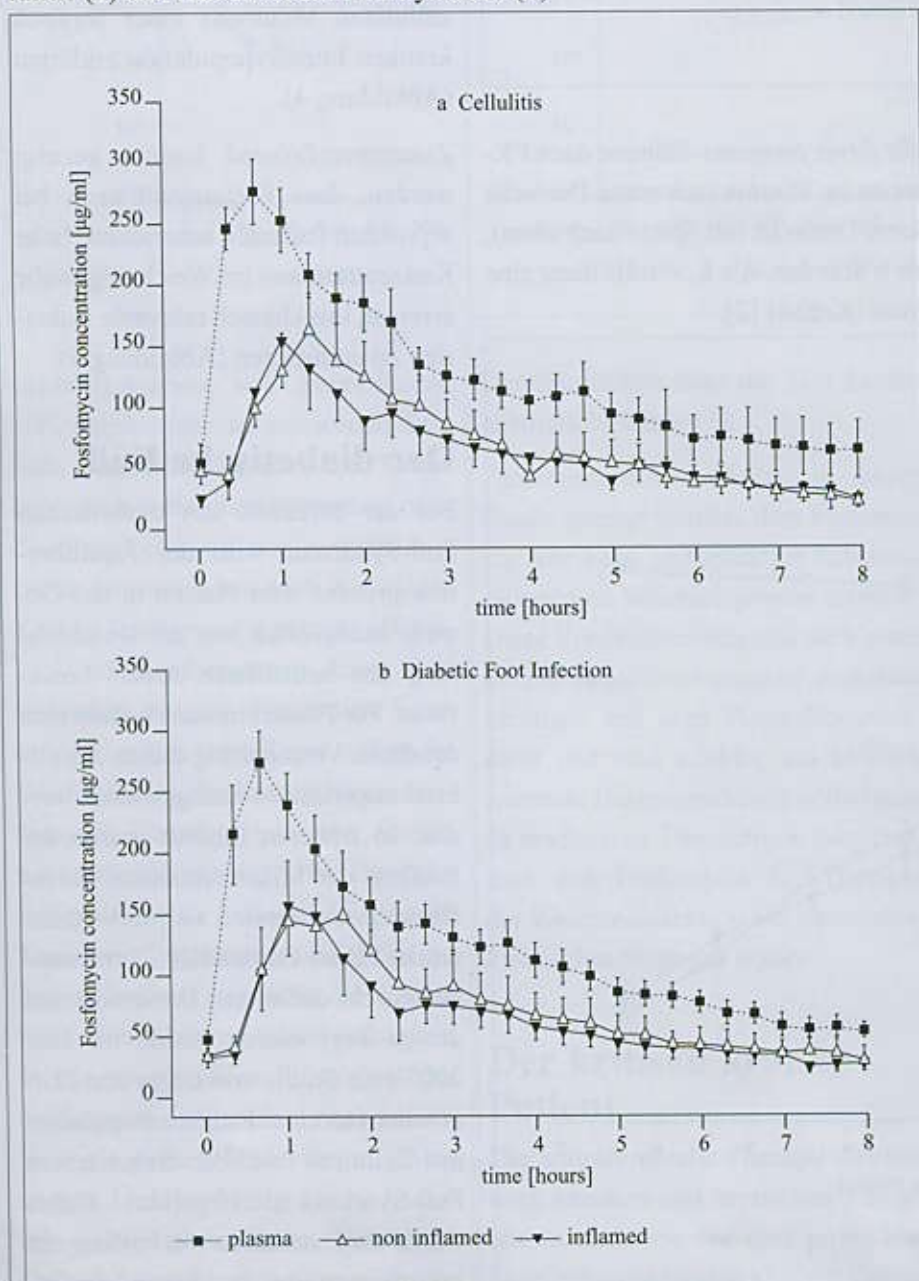 350
a Cellulitis
300
250
200
150
100
50
0
Fosfomycin concentration [µg/ml]
0 1 2 3 4 5 6 7 8
time [hours]
350
b Diabetic Foot Infection
300
250
200
150
100
50
0
Fosfomycin concentration [µg/ml]
0 1 2 3 4 5 6 7 8
time [hours]
plasma non inflamed inflamed